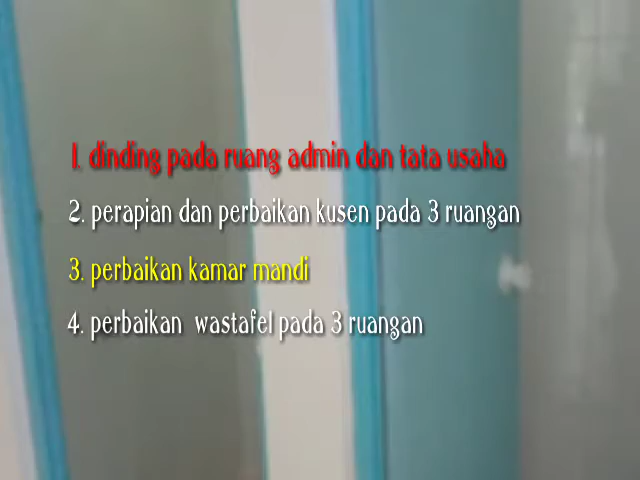 1. dinding pada ruang admin dan tata usaha
2. perapian dan perbaikan kusen pada 3 ruangan
3. perbaikan kamar mandi
4. perbaikan wastafel pada 3 ruangan